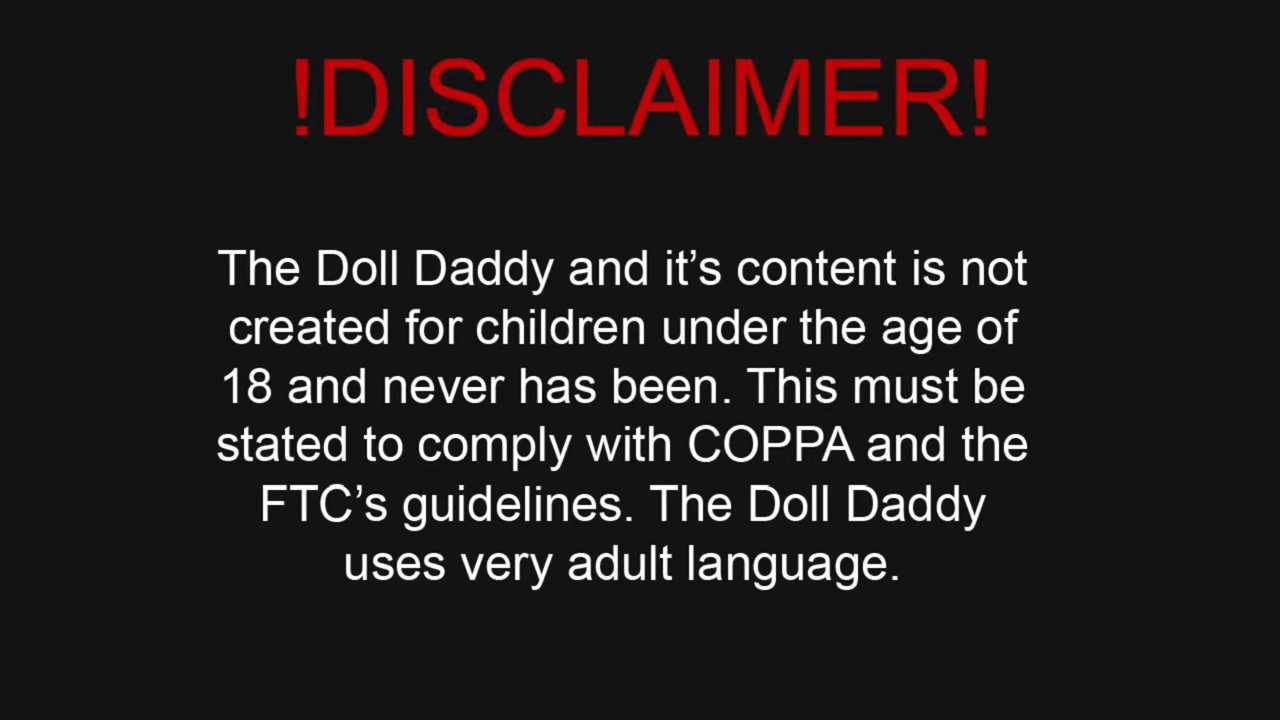 !DISCLAIMER!
The Doll Daddy and it’s content is not
created for children under the age of
18 and never has been. This must be
stated to comply with COPPA and the
FTC’s guidelines. The Doll Daddy
uses very adult language.